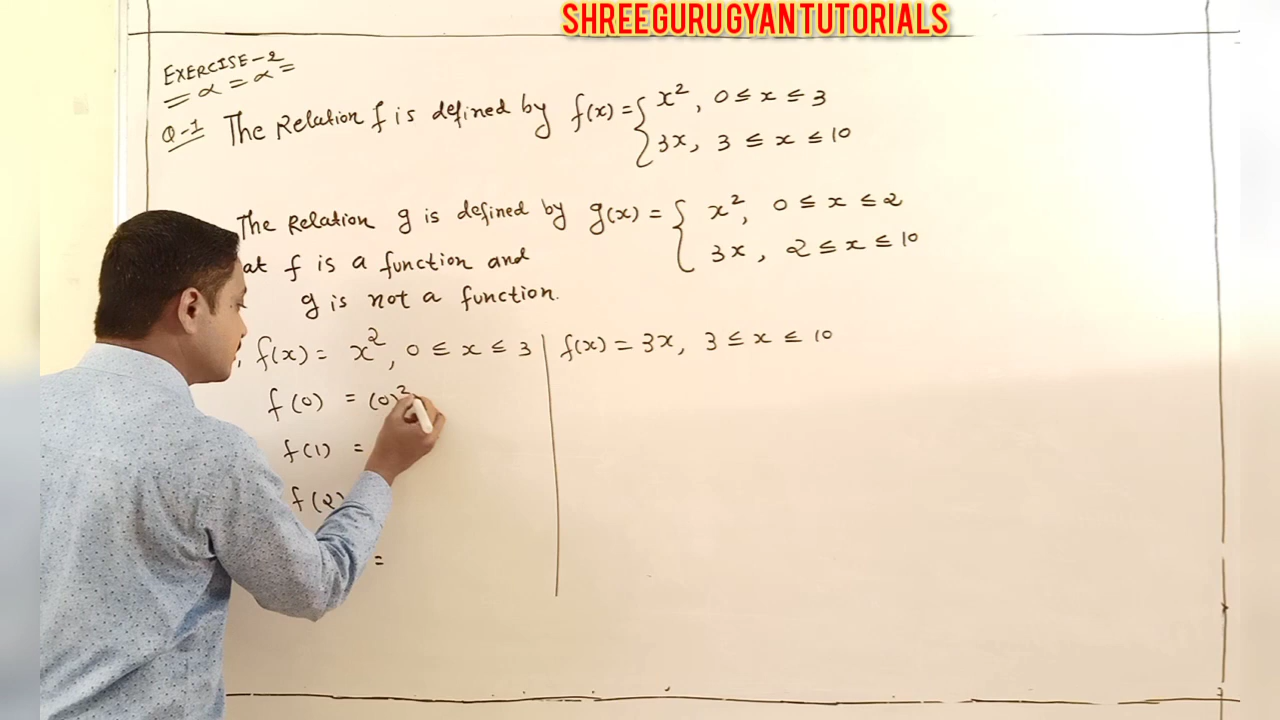 SHREE GURU GYAN TUTORIALS
EXERCISE-2
Q-1 The Relation f is defined by f(x) = { x², 0 ≤ x ≤ 3
3x, 3 ≤ x ≤ 10
The Relation g is defined by g(x) = { x², 0 ≤ x ≤ 2
3x, 2 ≤ x ≤ 10
at f is a function and
g is not a function.
f(x) = x², 0 ≤ x ≤ 3
f(0) = (0)²
f(1) =
f(2)
=
f(x) = 3x, 3 ≤ x ≤ 10